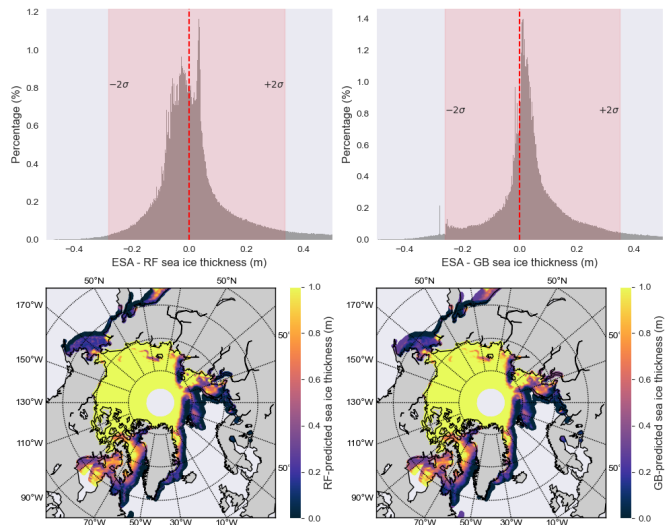 1.2
1.0
0.8
0.6
0.4
0.2
0.0
Percentage (%)
−2σ
+2σ
−0.4 −0.2 0.0 0.2 0.4
ESA - RF sea ice thickness (m)
1.4
1.2
1.0
0.8
0.6
0.4
0.2
0.0
Percentage (%)
−2σ
+2σ
−0.4 −0.2 0.0 0.2 0.4
ESA - GB sea ice thickness (m)
50°N 50°N
170°W
150°W
130°W
110°W
90°W
70°W 50°W 40°W 30°W 10°W
50°
50°
1.0
0.8
0.6
0.4
0.2
0.0
RF-predicted sea ice thickness (m)
50°N 50°N
170°W
150°W
130°W
110°W
90°W
70°W 50°W 40°W 30°W 10°W
50°
50°
1.0
0.8
0.6
0.4
0.2
0.0
GB-predicted sea ice thickness (m)